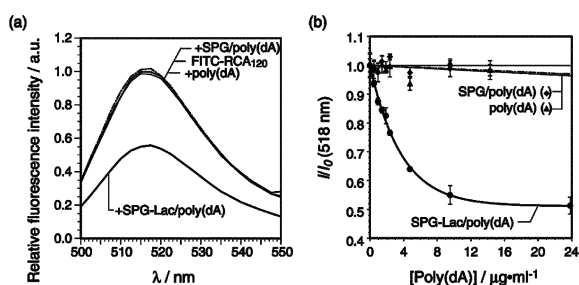 (a)
Relative fluorescence intensity / a.u.
1.2
1.0
0.8
0.6
0.4
0.2
0.0
+SPG/poly(dA)
FITC-RCA120
+poly(dA)
+SPG-Lac/poly(dA)
500 510 520 530 540 550
λ / nm
(b)
I/I0 (518 nm)
1.1
1.0
0.9
0.8
0.7
0.6
0.5
0.4
SPG/poly(dA) (♦)
poly(dA) (▲)
SPG-Lac/poly(dA)
0 4 8 12 16 20 24
[Poly(dA)] / μg•ml-1